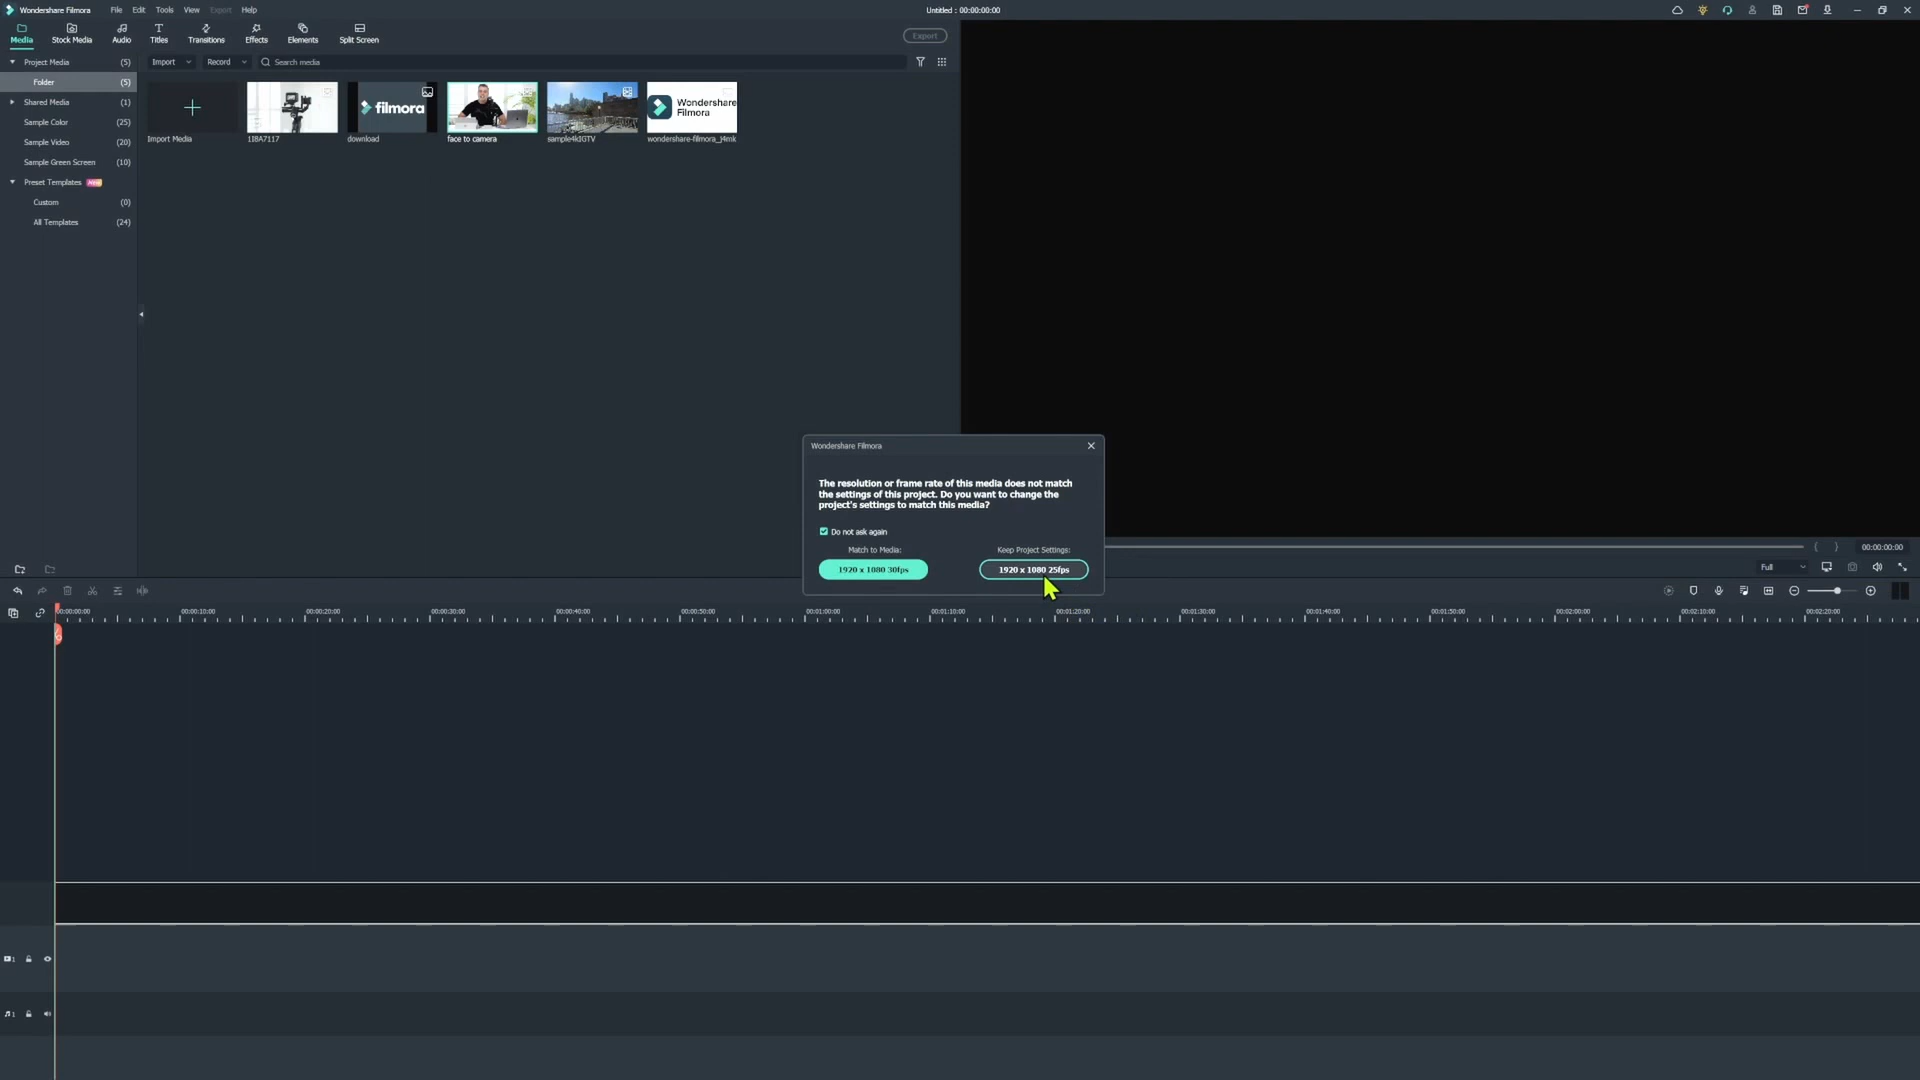 Wondershare Filmora File Edit Tools View Export Help Untitled : 00:00:00:00
Media Stock Media Audio Titles Transitions Effects Elements Split Screen Export
Project Media (5)
Folder (5)
Shared Media (1)
Sample Color (25)
Sample Video (20)
Sample Green Screen (10)
Preset Templates New
Custom (0)
All Templates (24)
Import Record Search media
filmora
Wondershare
Filmora
Import Media 1I8A7117 download face to camera sample4kIGTV wondershare-filmora_J4mk
Wondershare Filmora
The resolution or frame rate of this media does not match
the settings of this project. Do you want to change the
project's settings to match this media?
Do not ask again
Match to Media: Keep Project Settings:
1920 x 1080 30fps 1920 x 1080 25fps
00:00:00:00
Full
00:00:00:00 00:00:10:00 00:00:20:00 00:00:30:00 00:00:40:00 00:00:50:00 00:01:00:00 00:01:10:00 00:01:20:00 00:01:30:00 00:01:40:00 00:01:50:00 00:02:00:00 00:02:10:00 00:02:20:00
1
1